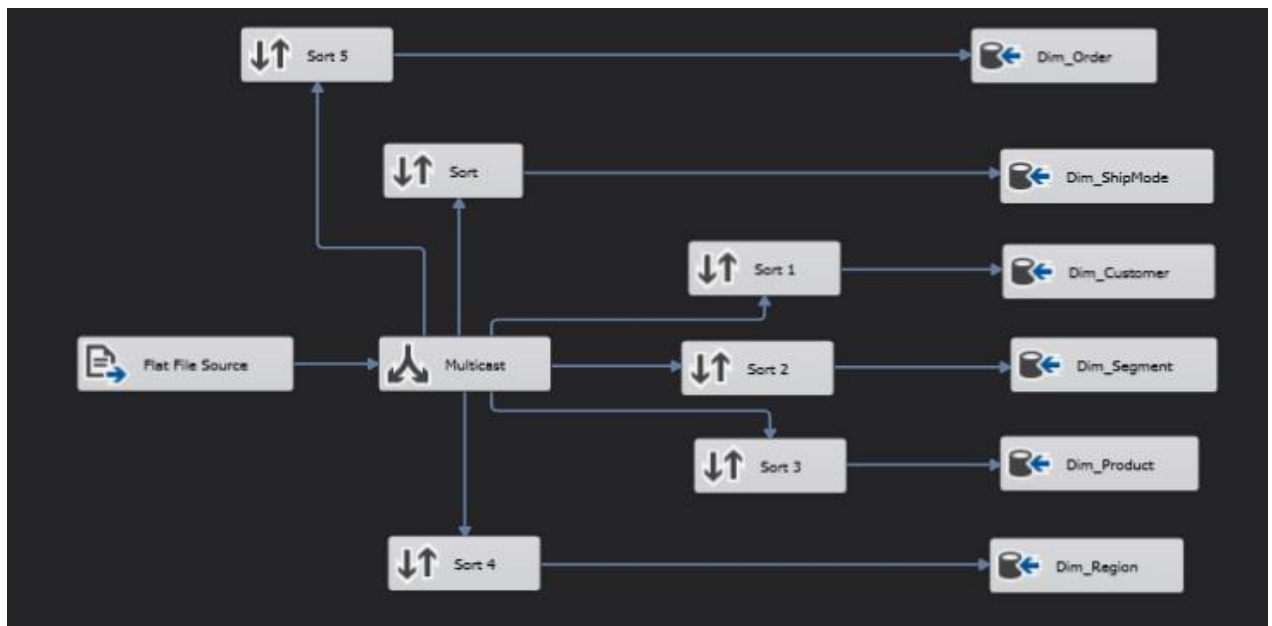 Sort 5
Dim_Order
Sort
Dim_ShipMode
Sort 1
Dim_Customer
Flat File Source
Multicast
Sort 2
Dim_Segment
Sort 3
Dim_Product
Sort 4
Dim_Region